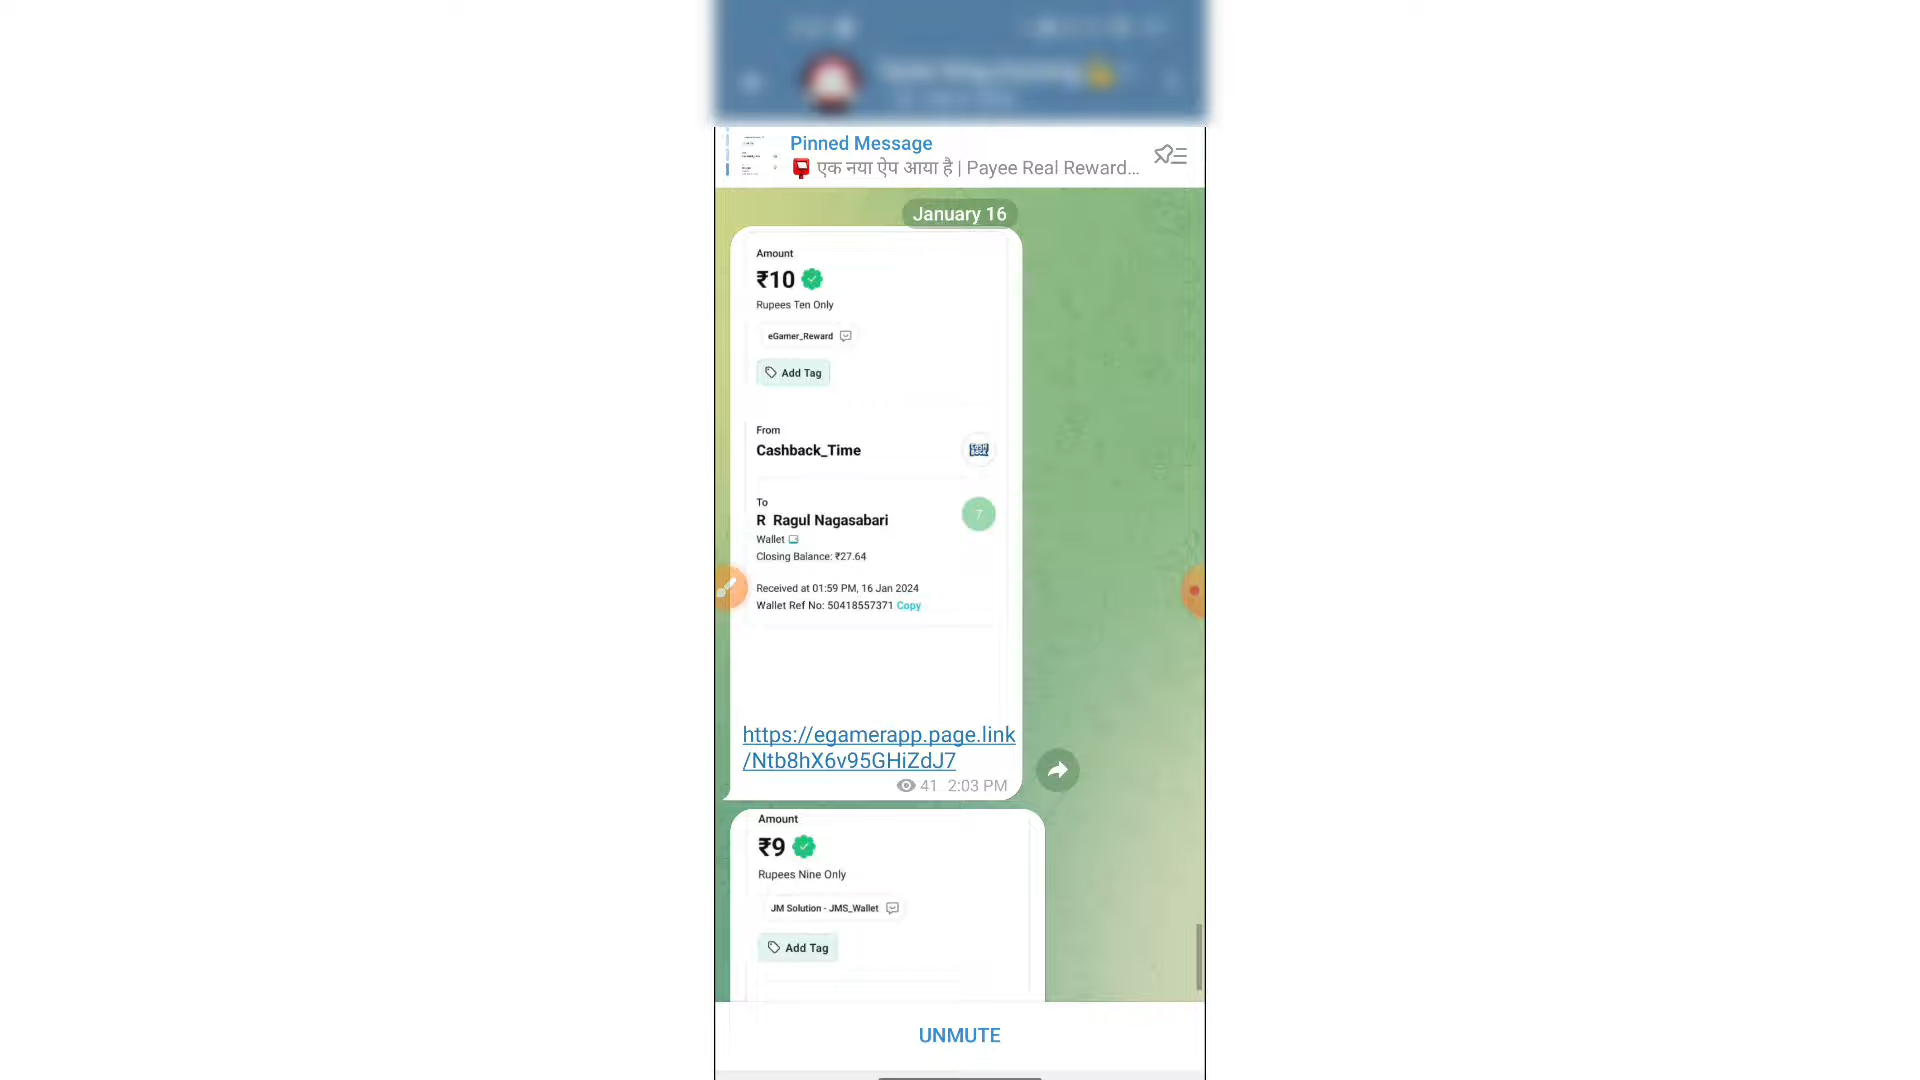 Pinned Message
एक नया ऐप आया है | Payee Real Reward...
January 16
Amount
₹10
Rupees Ten Only
eGamer_Reward
Add Tag
From
Cashback_Time
To
R Ragul Nagasabari
7
Wallet
Closing Balance: ₹27.64
Received at 01:59 PM, 16 Jan 2024
Wallet Ref No: 50418557371 Copy
https://egamerapp.page.link
/Ntb8hX6v95GHiZdJ7
41 2:03 PM
Amount
₹9
Rupees Nine Only
JM Solution - JMS_Wallet
Add Tag
UNMUTE